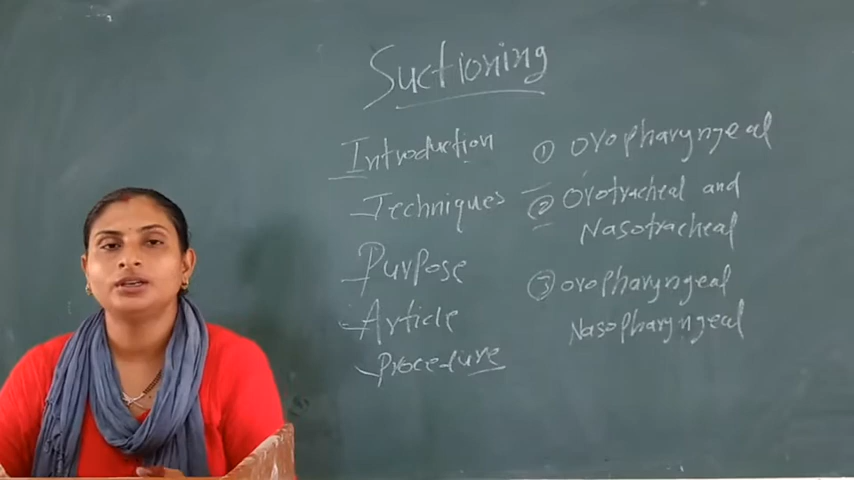 Suctioning
Introduction
Techniques
Purpose
Article
Procedure
① Oropharyngeal
② Orotracheal and
Nasotracheal
③ oropharyngeal
Nasopharyngeal